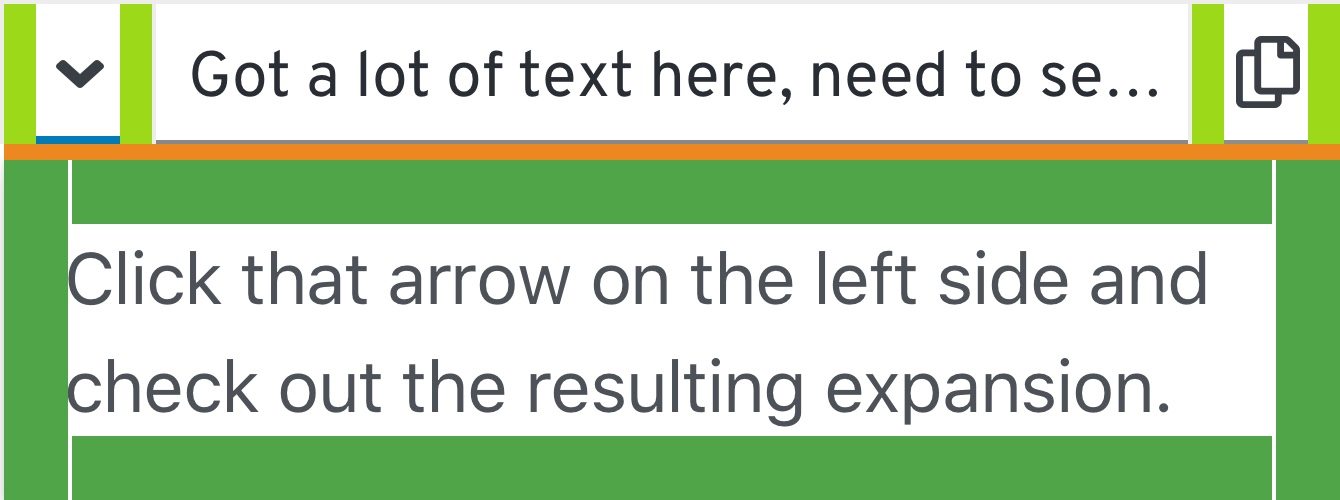 Got a lot of text here, need to se...
Click that arrow on the left side and
check out the resulting expansion.